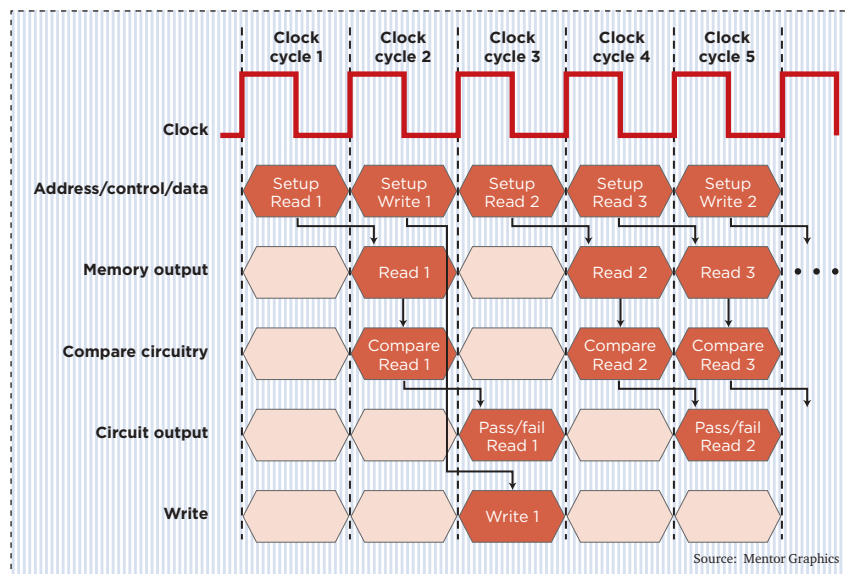 Clock
cycle 1
Clock
cycle 2
Clock
cycle 3
Clock
cycle 4
Clock
cycle 5
Clock
Address/control/data
Setup
Read 1
Setup
Write 1
Setup
Read 2
Setup
Read 3
Setup
Write 2
Memory output
Read 1
Read 2
Read 3
Compare circuitry
Compare
Read 1
Compare
Read 2
Compare
Read 3
Circuit output
Pass/fail
Read 1
Pass/fail
Read 2
Write
Write 1
Source: Mentor Graphics